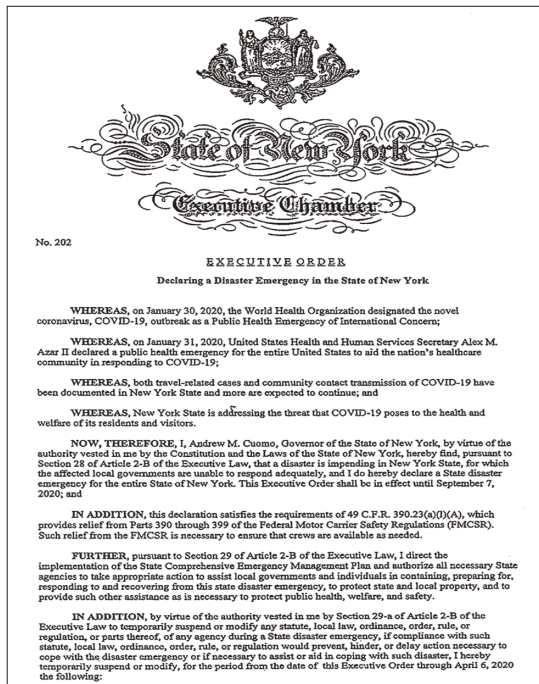 State of New York
Executive Chamber
No. 202
EXECUTIVE ORDER
Declaring a Disaster Emergency in the State of New York
WHEREAS, on January 30, 2020, the World Health Organization designated the novel
coronavirus, COVID-19, outbreak as a Public Health Emergency of International Concern;
WHEREAS, on January 31, 2020, United States Health and Human Services Secretary Alex M.
Azar II declared a public health emergency for the entire United States to aid the nation's healthcare
community in responding to COVID-19;
WHEREAS, both travel-related cases and community contact transmission of COVID-19 have
been documented in New York State and more are expected to continue; and
WHEREAS, New York State is addressing the threat that COVID-19 poses to the health and
welfare of its residents and visitors.
NOW, THEREFORE, I, Andrew M. Cuomo, Governor of the State of New York, by virtue of the
authority vested in me by the Constitution and the Laws of the State of New York, hereby find, pursuant to
Section 28 of Article 2-B of the Executive Law, that a disaster is impending in New York State, for which
the affected local governments are unable to respond adequately, and I do hereby declare a State disaster
emergency for the entire State of New York. This Executive Order shall be in effect until September 7,
2020; and
IN ADDITION, this declaration satisfies the requirements of 49 C.F.R. 390.23(a)(l)(A), which
provides relief from Parts 390 through 399 of the Federal Motor Carrier Safety Regulations (FMCSR).
Such relief from the FMCSR is necessary to ensure that crews are available as needed.
FURTHER, pursuant to Section 29 of Article 2-B of the Executive Law, I direct the
implementation of the State Comprehensive Emergency Management Plan and authorize all necessary State
agencies to take appropriate action to assist local governments and individuals in containing, preparing for,
responding to and recovering from this state disaster emergency, to protect state and local property, and to
provide such other assistance as is necessary to protect public health, welfare, and safety.
IN ADDITION, by virtue of the authority vested in me by Section 29-a of Article 2-B of the
Executive Law to temporarily suspend or modify any statute, local law, ordinance, order, rule, or
regulation, or parts thereof, of any agency during a State disaster emergency, if compliance with such
statute, local law, ordinance, order, rule, or regulation would prevent, hinder, or delay action necessary to
cope with the disaster emergency or if necessary to assist or aid in coping with such disaster, I hereby
temporarily suspend or modify, for the period from the date of this Executive Order through April 6, 2020
the following: